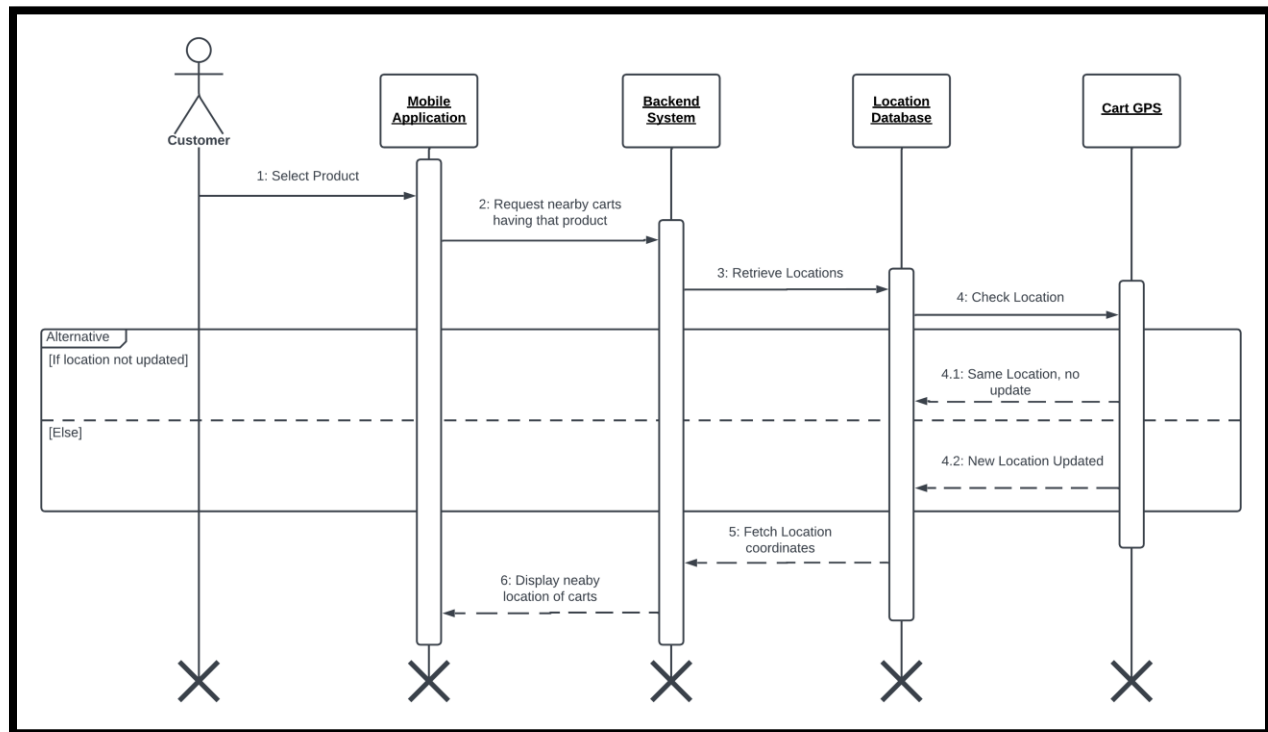 Customer
Mobile
Application
Backend
System
Location
Database
Cart GPS
1: Select Product
2: Request nearby carts
having that product
3: Retrieve Locations
4: Check Location
Alternative
[If location not updated]
4.1: Same Location, no
update
[Else]
4.2: New Location Updated
5: Fetch Location
coordinates
6: Display neaby
location of carts